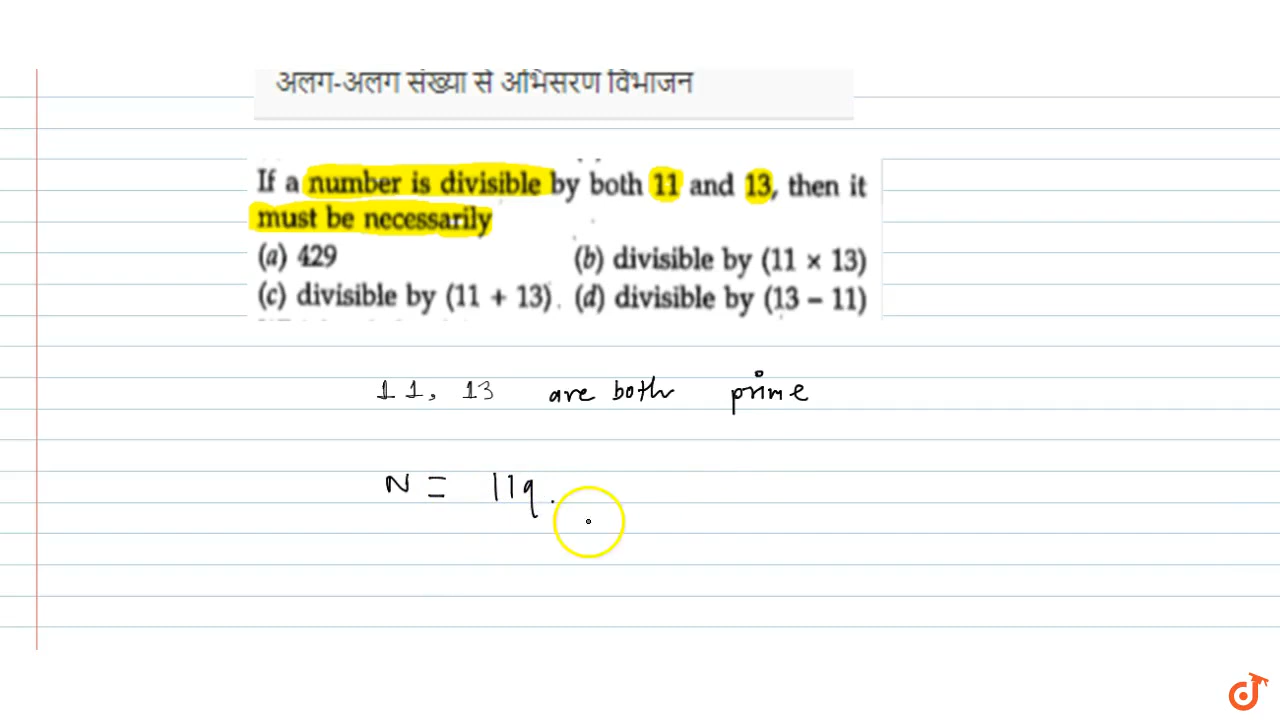 अलग-अलग संख्या से अभिसरण विभाजन
If a number is divisible by both 11 and 13, then it
must be necessarily
(a) 429 (b) divisible by (11 × 13)
(c) divisible by (11 + 13). (d) divisible by (13 – 11)
11, 13 are both prime
N = 11q.